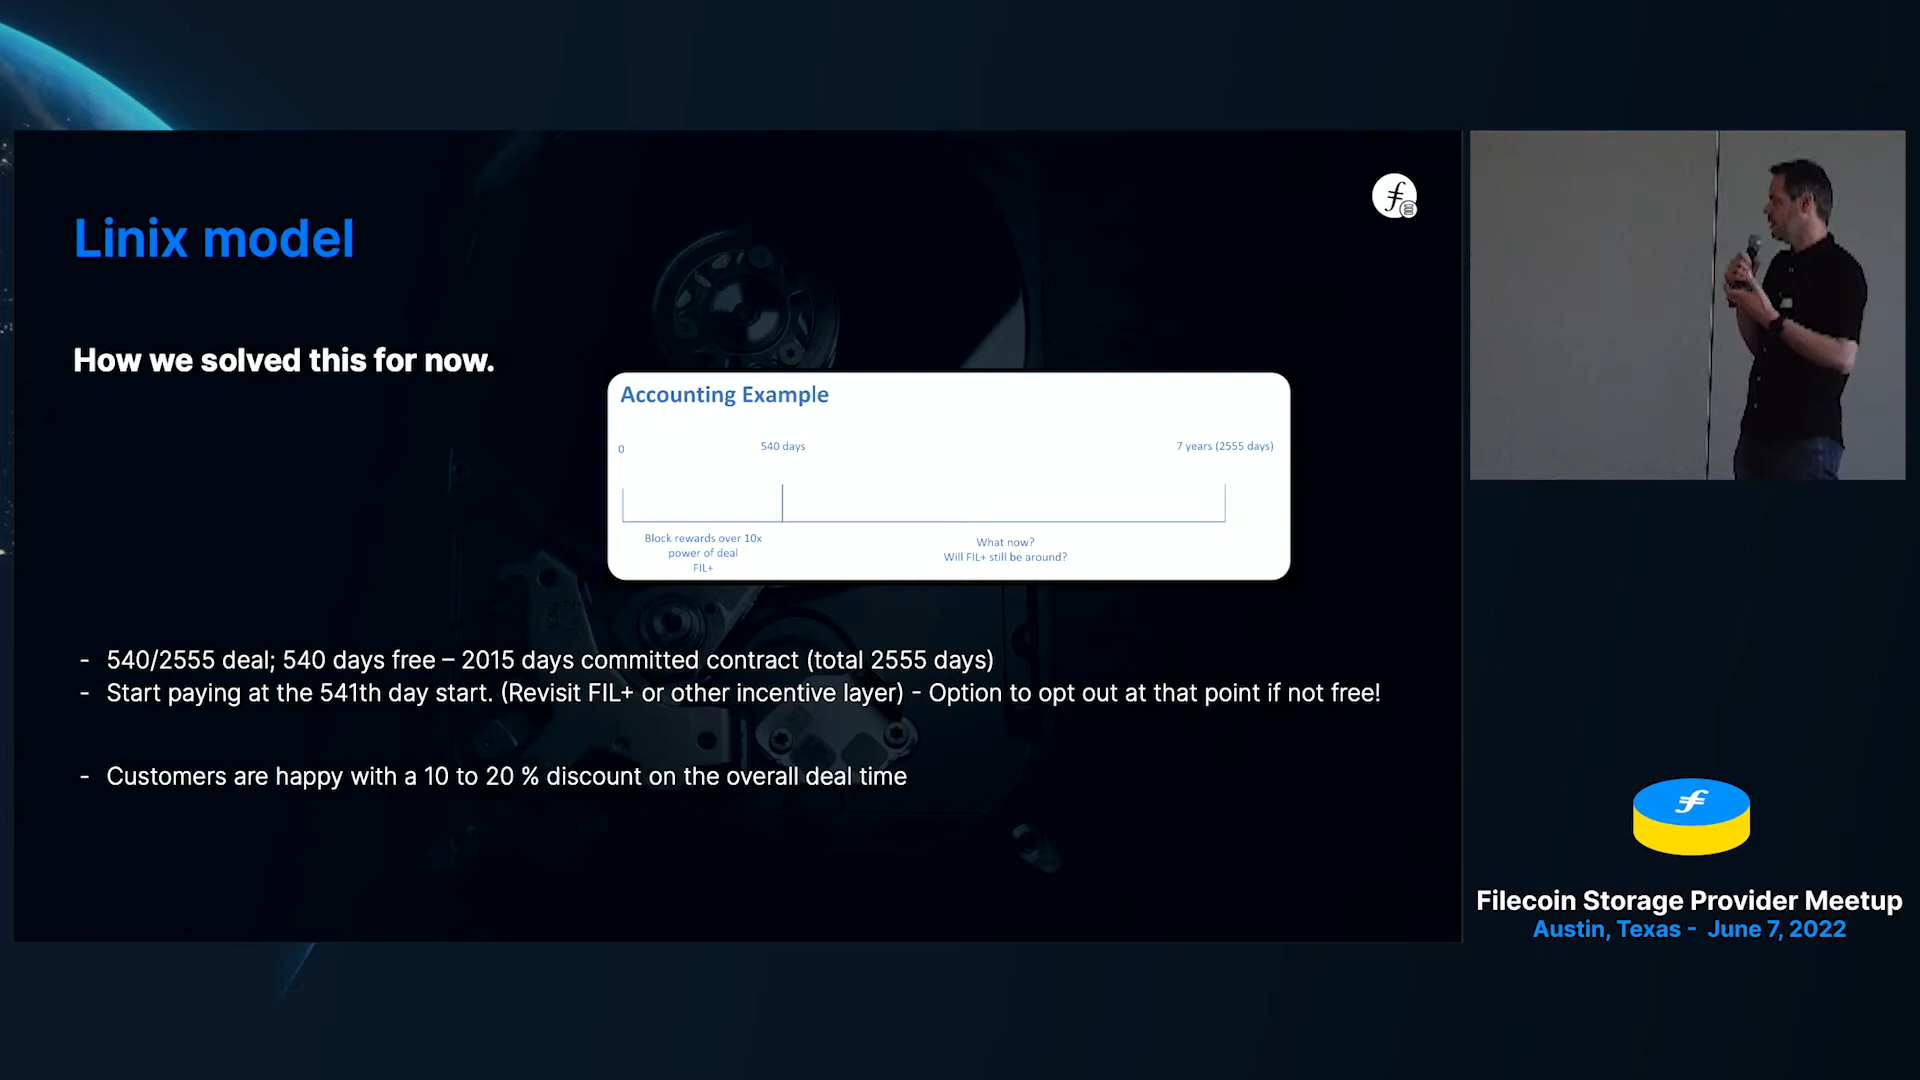 Linix model
How we solved this for now.
Accounting Example
0
540 days
7 years (2555 days)
Block rewards over 10x
power of deal
FIL+
What now?
Will FIL+ still be around?
- 540/2555 deal; 540 days free – 2015 days committed contract (total 2555 days)
- Start paying at the 541th day start. (Revisit FIL+ or other incentive layer) - Option to opt out at that point if not free!
- Customers are happy with a 10 to 20 % discount on the overall deal time
Filecoin Storage Provider Meetup
Austin, Texas - June 7, 2022